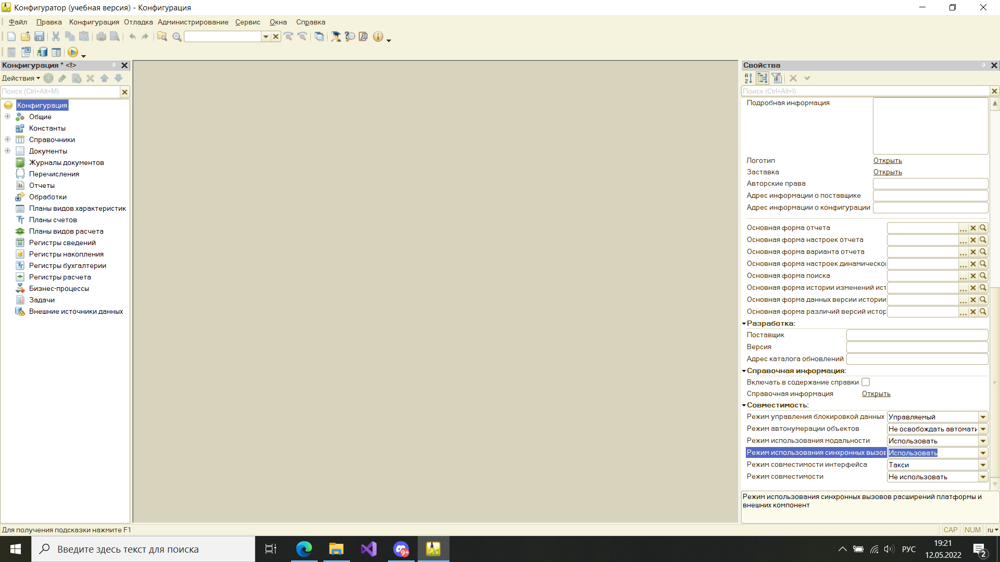 Конфигуратор (учебная версия) - Конфигурация
Файл Правка Конфигурация Отладка Администрирование Сервис Окна Справка
Конфигурация * <!>
Действия
Поиск (Ctrl+Alt+M)
Конфигурация
Общие
Константы
Справочники
Документы
Журналы документов
Перечисления
Отчеты
Обработки
Планы видов характеристик
Планы счетов
Планы видов расчета
Регистры сведений
Регистры накопления
Регистры бухгалтерии
Регистры расчета
Бизнес-процессы
Задачи
Внешние источники данных
Свойства
Поиск (Ctrl+Alt+I)
Подробная информация
Логотип Открыть
Заставка Открыть
Авторские права
Адрес информации о поставщике
Адрес информации о конфигурации
Основная форма отчета ...
Основная форма настроек отчета ...
Основная форма варианта отчета ...
Основная форма настроек динамическо ...
Основная форма поиска ...
Основная форма истории изменений ист ...
Основная форма данных версии истории ...
Основная форма различий версий истор ...
Разработка:
Поставщик
Версия
Адрес каталога обновлений
Справочная информация:
Включать в содержание справки
Справочная информация Открыть
Совместимость:
Режим управления блокировкой данных Управляемый
Режим автонумерации объектов Не освобождать автомати
Режим использования модальности Использовать
Режим использования синхронных вызов Использовать
Режим совместимости интерфейса Такси
Режим совместимости Не использовать
Режим использования синхронных вызовов расширений платформы и
внешних компонент
Для получения подсказки нажмите F1
CAP NUM ru
Введите здесь текст для поиска
9+
РУС
19:21
12.05.2022
2